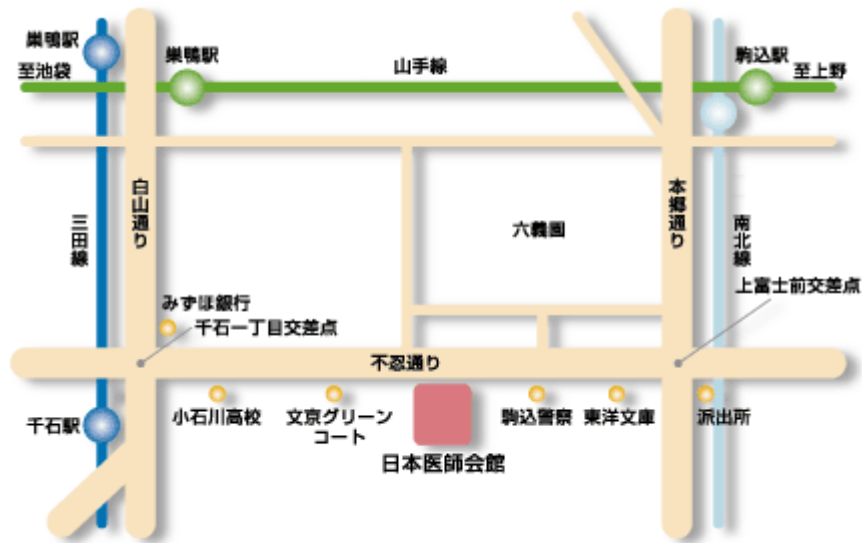 巣鴨駅
巣鴨駅
山手線
駒込駅
至池袋
至上野
白山通り
本郷通り
三田線
六義園
南北線
上富士前交差点
みずほ銀行
千石一丁目交差点
不忍通り
小石川高校
文京グリーン
コート
駒込警察
東洋文庫
派出所
千石駅
日本医師会館